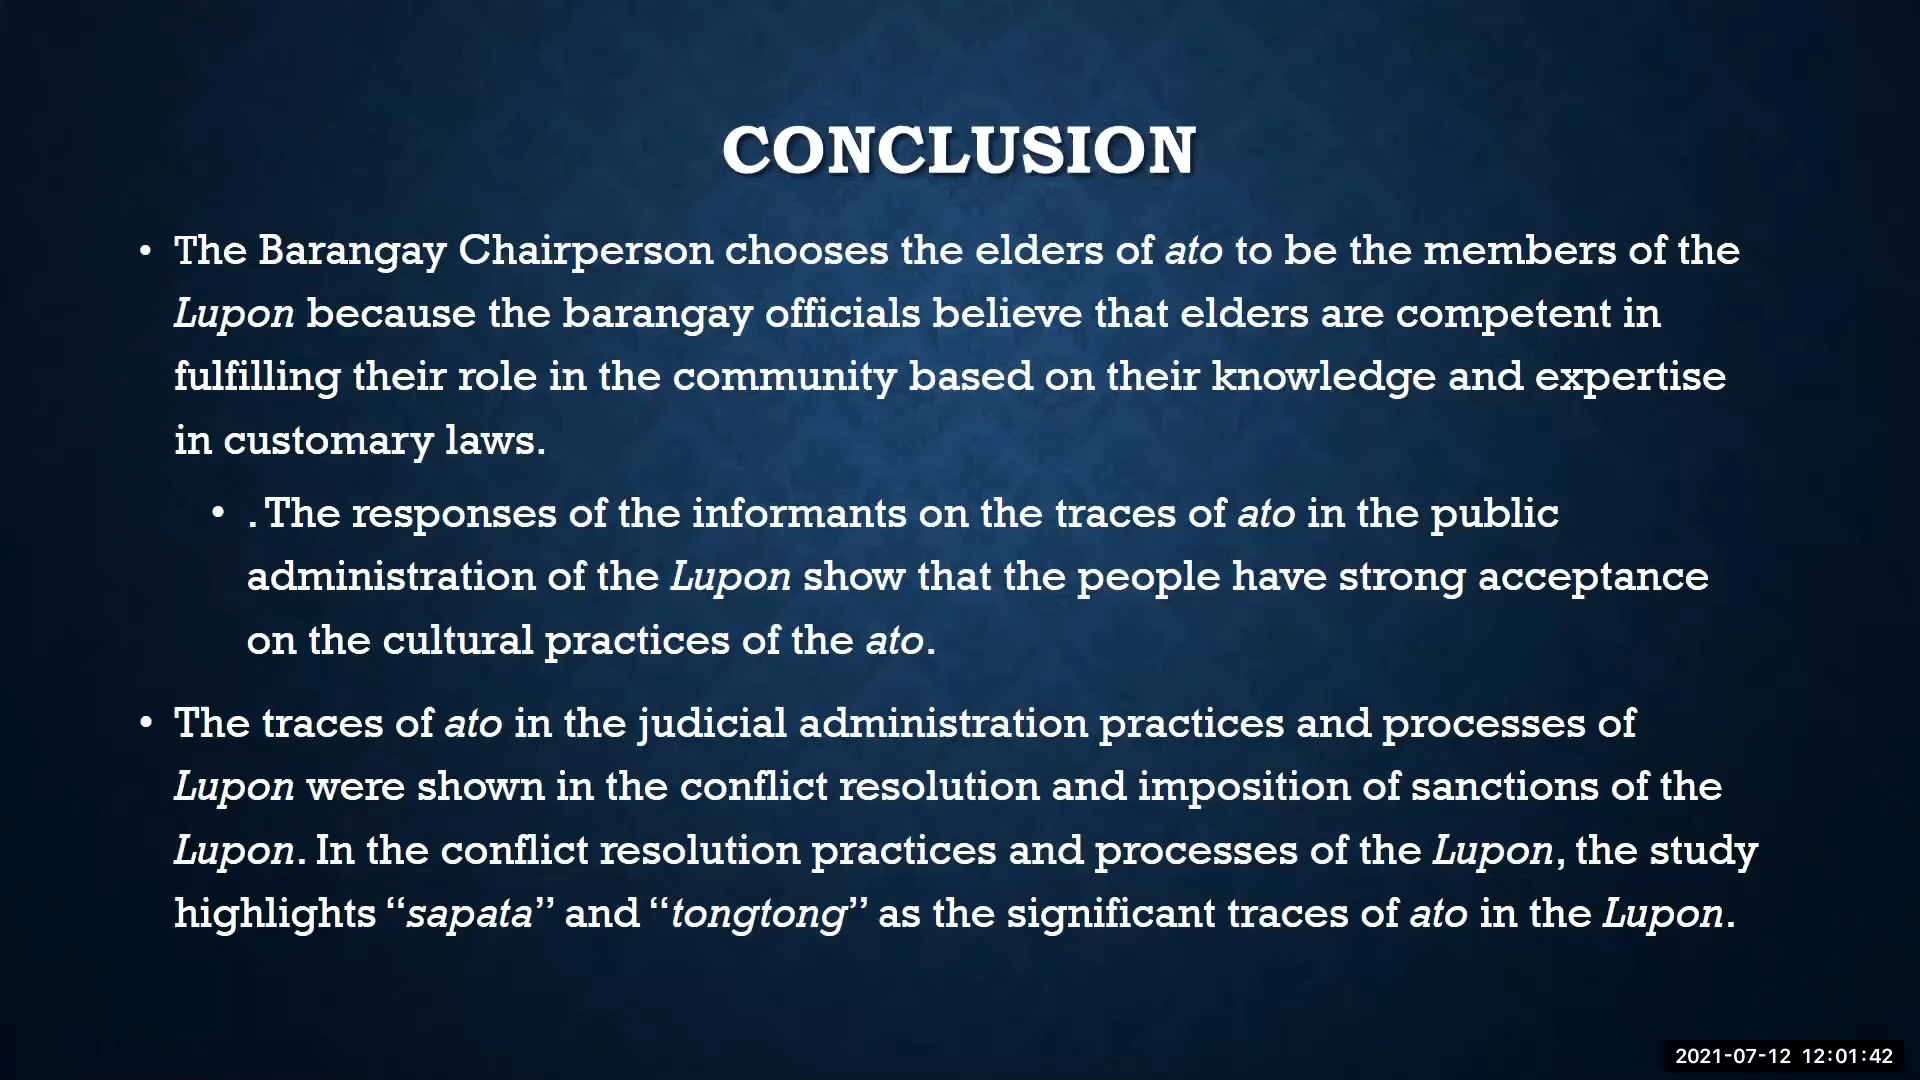 CONCLUSION
• The Barangay Chairperson chooses the elders of ato to be the members of the
Lupon because the barangay officials believe that elders are competent in
fulfilling their role in the community based on their knowledge and expertise
in customary laws.
• . The responses of the informants on the traces of ato in the public
administration of the Lupon show that the people have strong acceptance
on the cultural practices of the ato.
• The traces of ato in the judicial administration practices and processes of
Lupon were shown in the conflict resolution and imposition of sanctions of the
Lupon. In the conflict resolution practices and processes of the Lupon, the study
highlights “sapata” and “tongtong” as the significant traces of ato in the Lupon.
2021-07-12 12:01:42